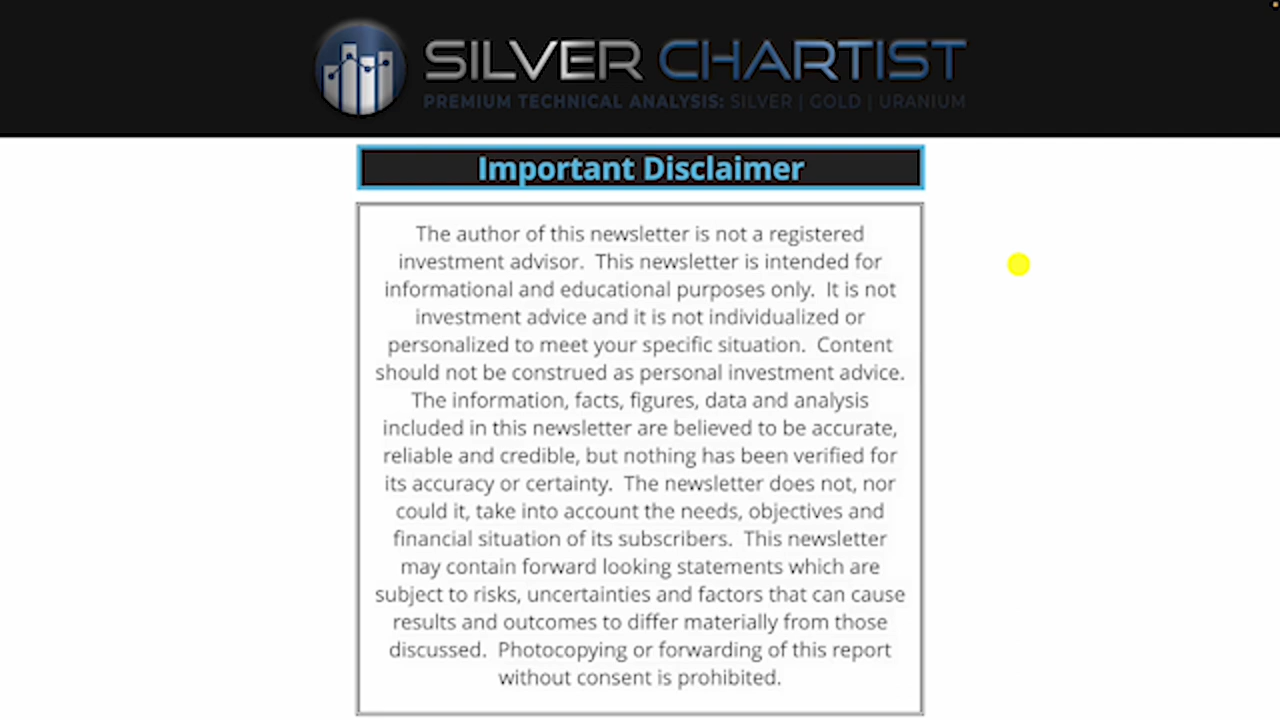 SILVER CHARTIST
PREMIUM TECHNICAL ANALYSIS: SILVER | GOLD | URANIUM
Important Disclaimer
The author of this newsletter is not a registered
investment advisor.  This newsletter is intended for
informational and educational purposes only.  It is not
investment advice and it is not individualized or
personalized to meet your specific situation.  Content
should not be construed as personal investment advice.
The information, facts, figures, data and analysis
included in this newsletter are believed to be accurate,
reliable and credible, but nothing has been verified for
its accuracy or certainty.  The newsletter does not, nor
could it, take into account the needs, objectives and
financial situation of its subscribers.  This newsletter
may contain forward looking statements which are
subject to risks, uncertainties and factors that can cause
results and outcomes to differ materially from those
discussed.  Photocopying or forwarding of this report
without consent is prohibited.